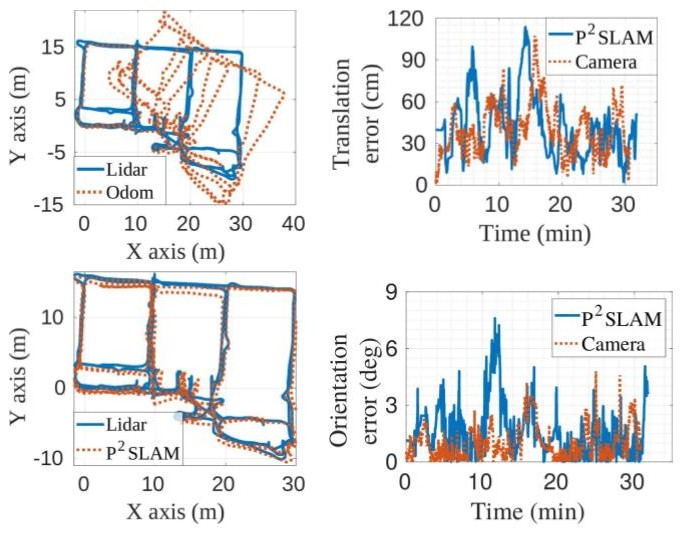 15
5
-5
-15
Y axis (m)
Lidar
Odom
0
10
20
30
40
X axis (m)
120
90
60
30
0
Translation
error (cm)
P²SLAM
Camera
0
10
20
30
Time (min)
10
0
-10
Y axis (m)
Lidar
P²SLAM
0
10
20
30
X axis (m)
9
6
3
0
Orientation
error (deg)
P²SLAM
Camera
0
10
20
30
40
Time (min)